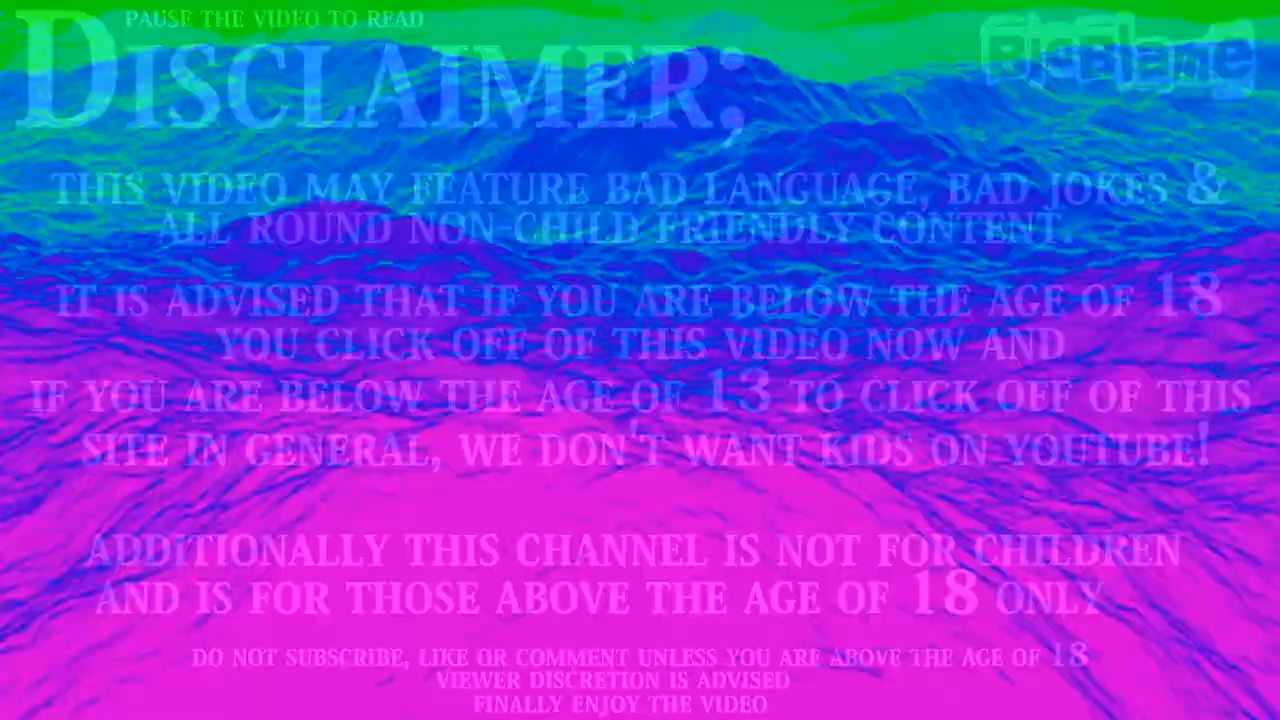 PAUSE THE VIDEO TO READ
DISCLAIMER;
BigBlame
THIS VIDEO MAY FEATURE BAD LANGUAGE, BAD JOKES &
ALL ROUND NON-CHILD FRIENDLY CONTENT.
IT IS ADVISED THAT IF YOU ARE BELOW THE AGE OF 18
YOU CLICK OFF OF THIS VIDEO NOW AND
IF YOU ARE BELOW THE AGE OF 13 TO CLICK OFF OF THIS
SITE IN GENERAL, WE DON'T WANT KIDS ON YOUTUBE!
ADDITIONALLY THIS CHANNEL IS NOT FOR CHILDREN
AND IS FOR THOSE ABOVE THE AGE OF 18 ONLY
DO NOT SUBSCRIBE, LIKE OR COMMENT UNLESS YOU ARE ABOVE THE AGE OF 18
VIEWER DISCRETION IS ADVISED
FINALLY ENJOY THE VIDEO